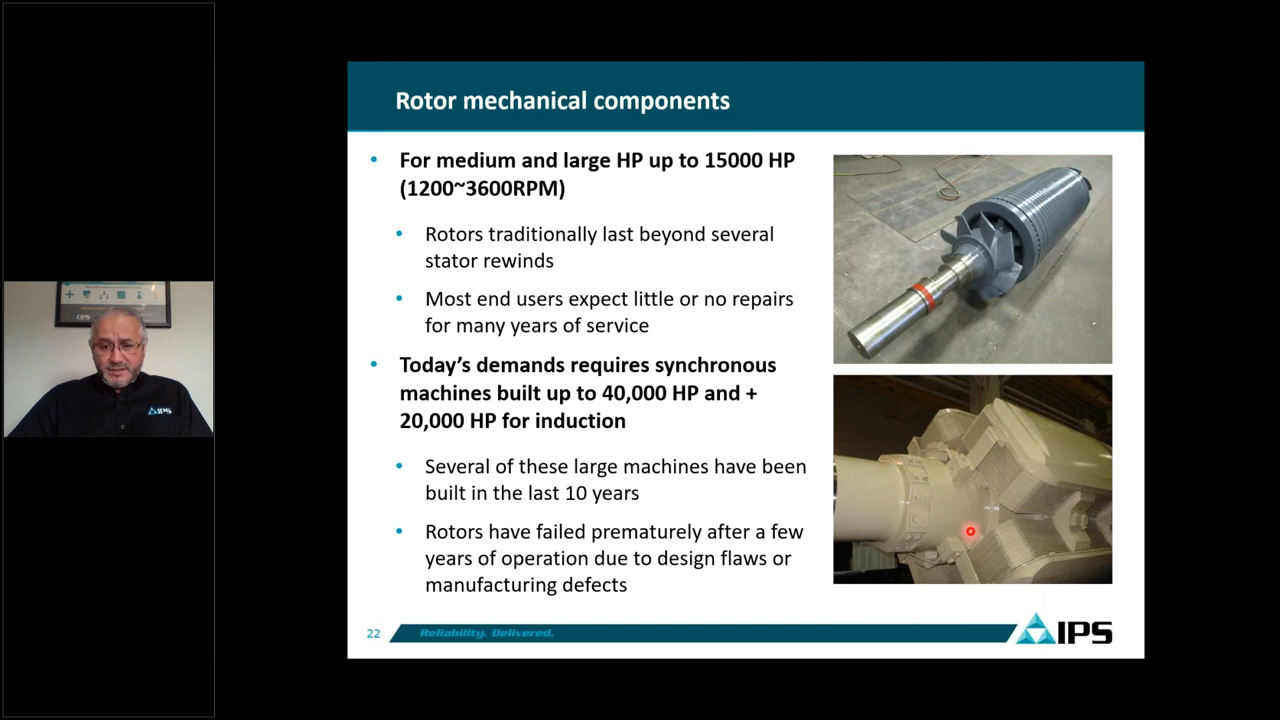 Rotor mechanical components
• For medium and large HP up to 15000 HP
(1200~3600RPM)
• Rotors traditionally last beyond several
stator rewinds
• Most end users expect little or no repairs
for many years of service
• Today’s demands requires synchronous
machines built up to 40,000 HP and +
20,000 HP for induction
• Several of these large machines have been
built in the last 10 years
• Rotors have failed prematurely after a few
years of operation due to design flaws or
manufacturing defects
22
Reliability. Delivered.
IPS
IPS
IPS